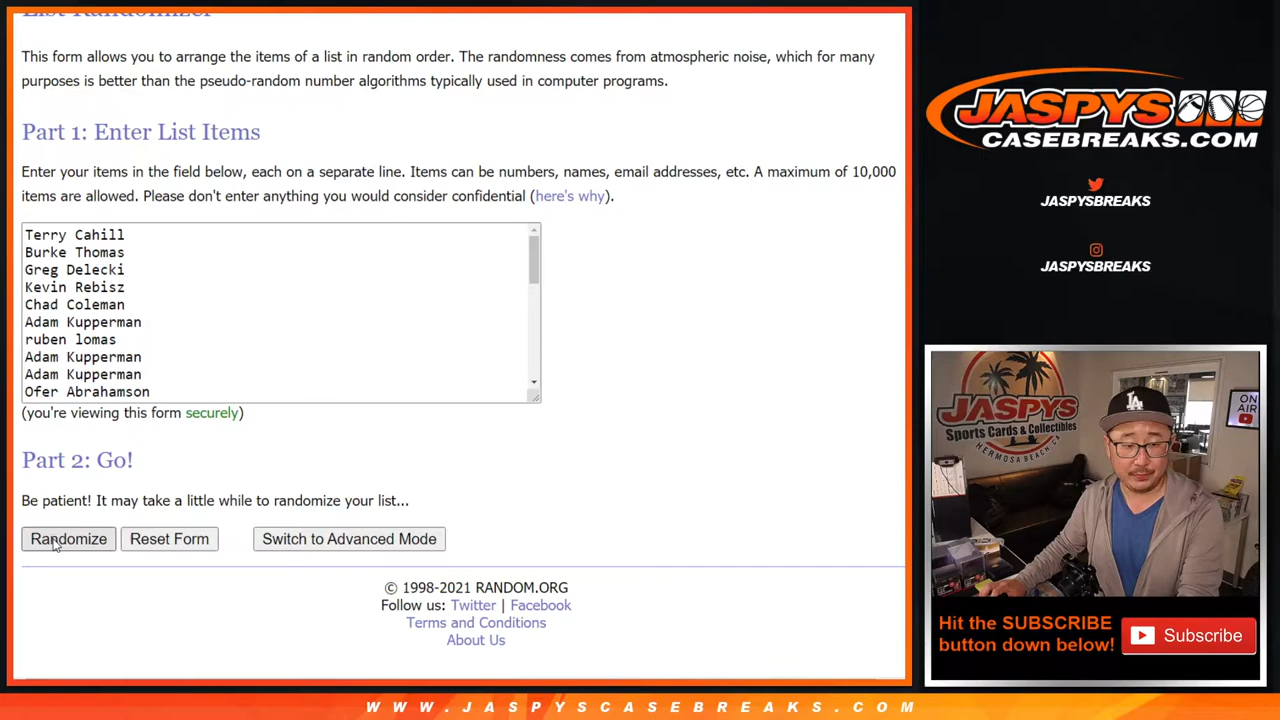 List Randomizer
This form allows you to arrange the items of a list in random order. The randomness comes from atmospheric noise, which for many
purposes is better than the pseudo-random number algorithms typically used in computer programs.
Part 1: Enter List Items
Enter your items in the field below, each on a separate line. Items can be numbers, names, email addresses, etc. A maximum of 10,000
items are allowed. Please don't enter anything you would consider confidential (here's why).
Terry Cahill
Burke Thomas
Greg Delecki
Kevin Rebisz
Chad Coleman
Adam Kupperman
ruben lomas
Adam Kupperman
Adam Kupperman
Ofer Abrahamson
(you're viewing this form securely)
Part 2: Go!
Be patient! It may take a little while to randomize your list...
Randomize Reset Form Switch to Advanced Mode
© 1998-2021 RANDOM.ORG
Follow us: Twitter | Facebook
Terms and Conditions
About Us
JASPYS
CASEBREAKS.COM
JASPYSBREAKS
JASPYSBREAKS
JASPYS
Sports Cards & Collectibles
HERMOSA BEACH, CA
LA
ON
AIR
Hit the SUBSCRIBE
button down below!
Subscribe
WWW.JASPYSCASEBREAKS.COM